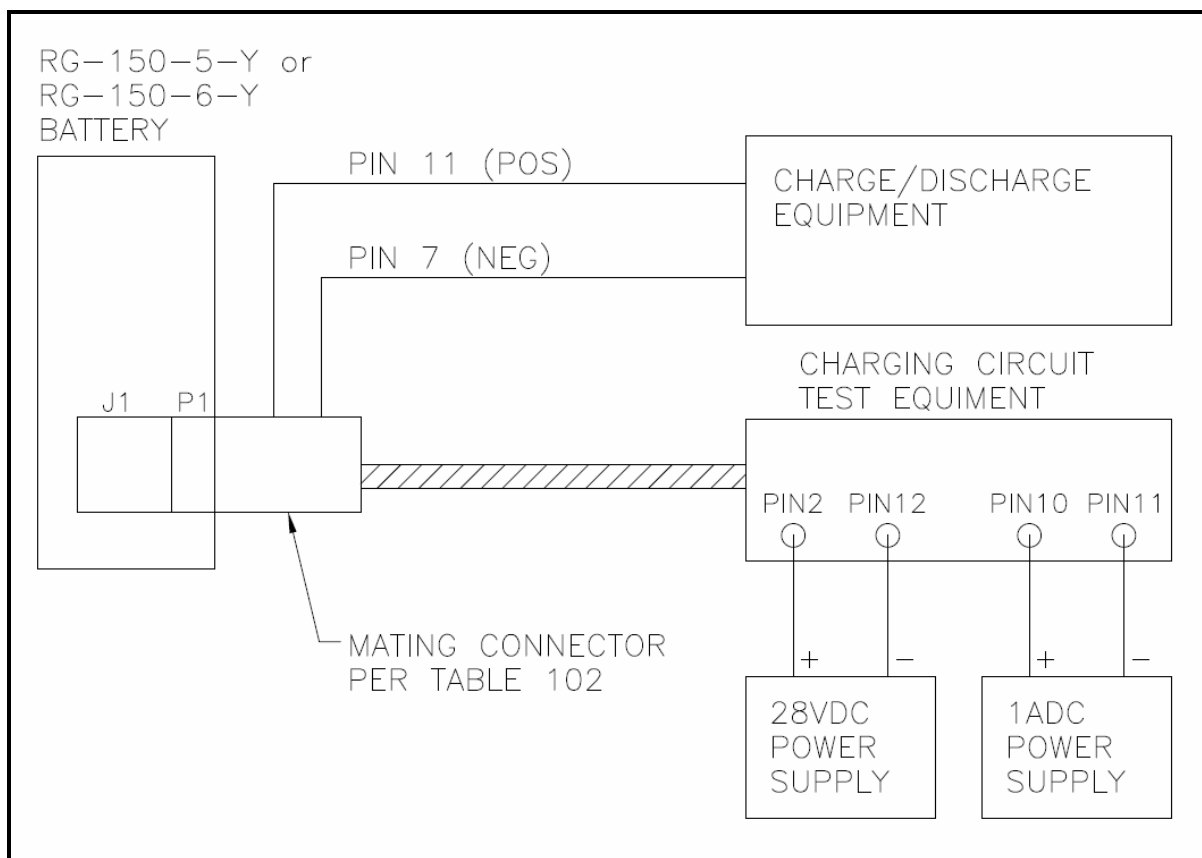 RG-150-5-Y or
RG-150-6-Y
BATTERY
PIN 11 (POS)
CHARGE/DISCHARGE
EQUIPMENT
PIN 7 (NEG)
CHARGING CIRCUIT
TEST EQUIMENT
J1
P1
PIN2
PIN12
PIN10
PIN11
MATING CONNECTOR
PER TABLE 102
+
−
+
−
28VDC
POWER
SUPPLY
1ADC
POWER
SUPPLY